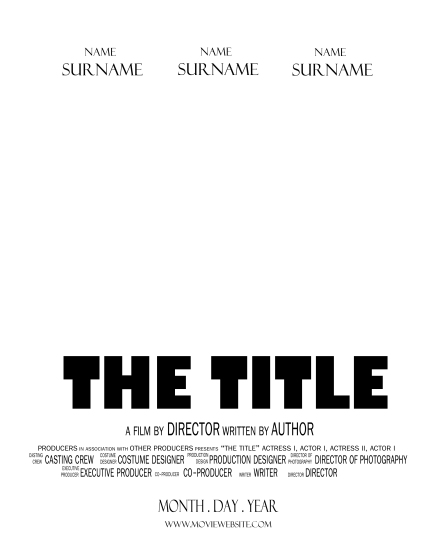 NAME NAME NAME
SURNAME SURNAME SURNAME
THE TITLE
A FILM BY DIRECTOR WRITTEN BY AUTHOR
PRODUCERS IN ASSOCIATION WITH OTHER PRODUCERS PRESENTS "THE TITLE" ACTRESS I, ACTOR I, ACTRESS II, ACTOR I
CASTING CREW CASTING CREW COSTUME DESIGNER COSTUME DESIGNER PRODUCTION DESIGN PRODUCTION DESIGNER DIRECTOR OF PHOTOGRAPHY DIRECTOR OF PHOTOGRAPHY
EXECUTIVE PRODUCER EXECUTIVE PRODUCER CO-PRODUCER CO-PRODUCER WRITER WRITER DIRECTOR DIRECTOR
MONTH . DAY . YEAR
WWW.MOVIEWEBSITE.COM